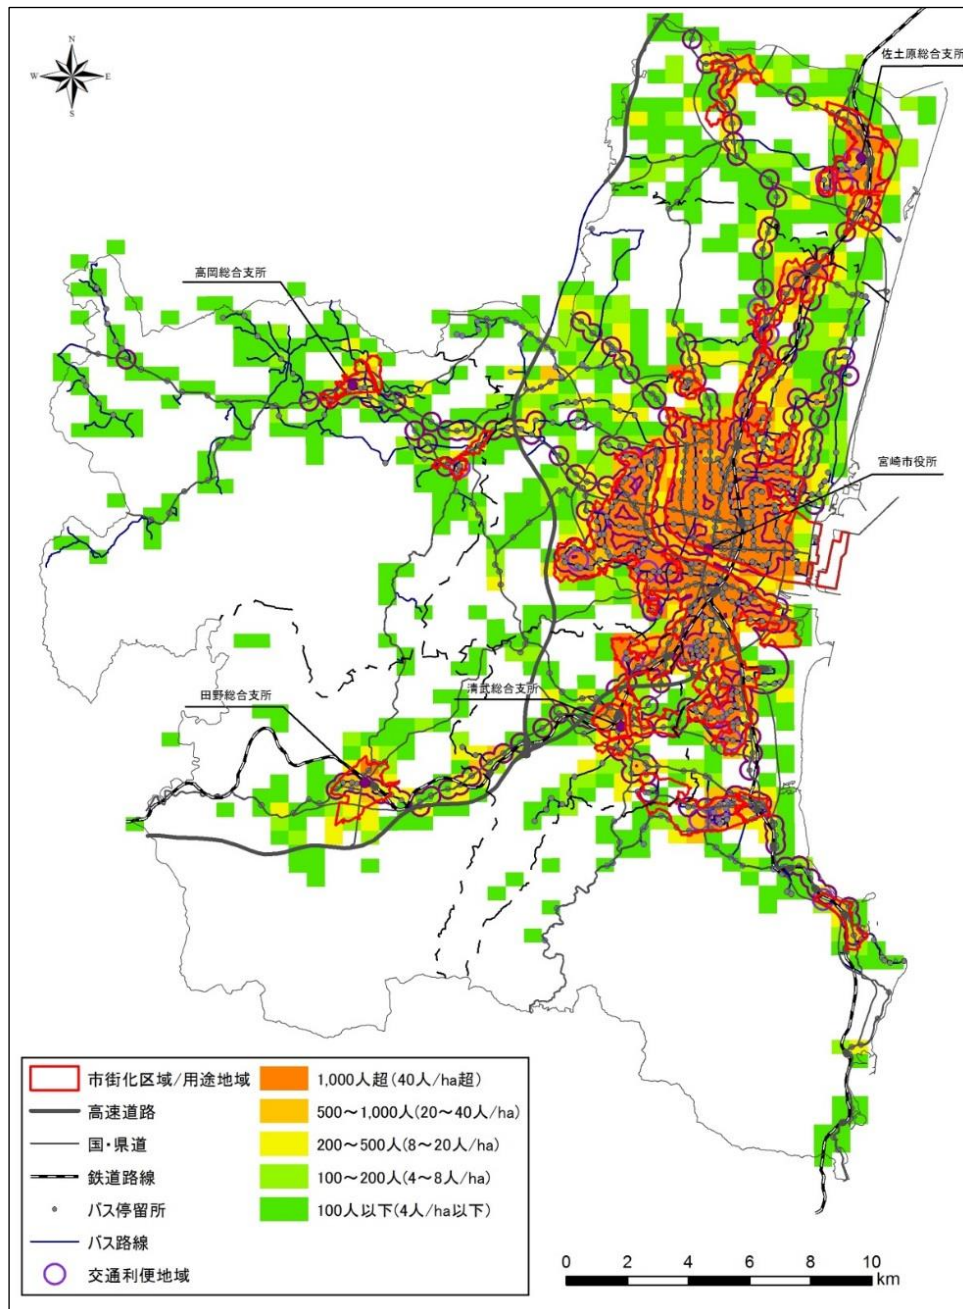 N
W E
S
佐土原総合支所
高岡総合支所
宮崎市役所
田野総合支所
清武総合支所
市街化区域/用途地域
高速道路
国・県道
鉄道路線
バス停留所
バス路線
交通利便地域
1,000人超(40人/ha超)
500～1,000人(20～40人/ha)
200～500人(8～20人/ha)
100～200人(4～8人/ha)
100人以下(4人/ha以下)
0 2 4 6 8 10
km